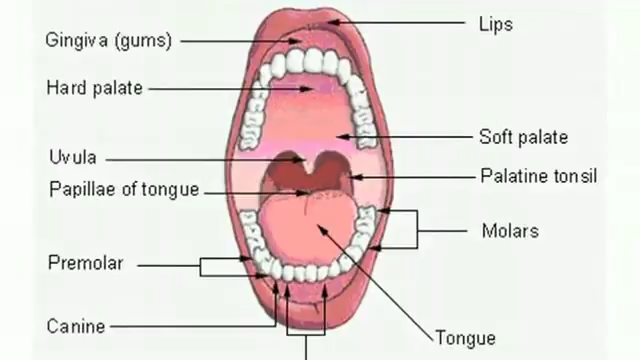 Lips
Gingiva (gums)
Hard palate
Soft palate
Uvula
Palatine tonsil
Papillae of tongue
Molars
Premolar
Canine
Tongue